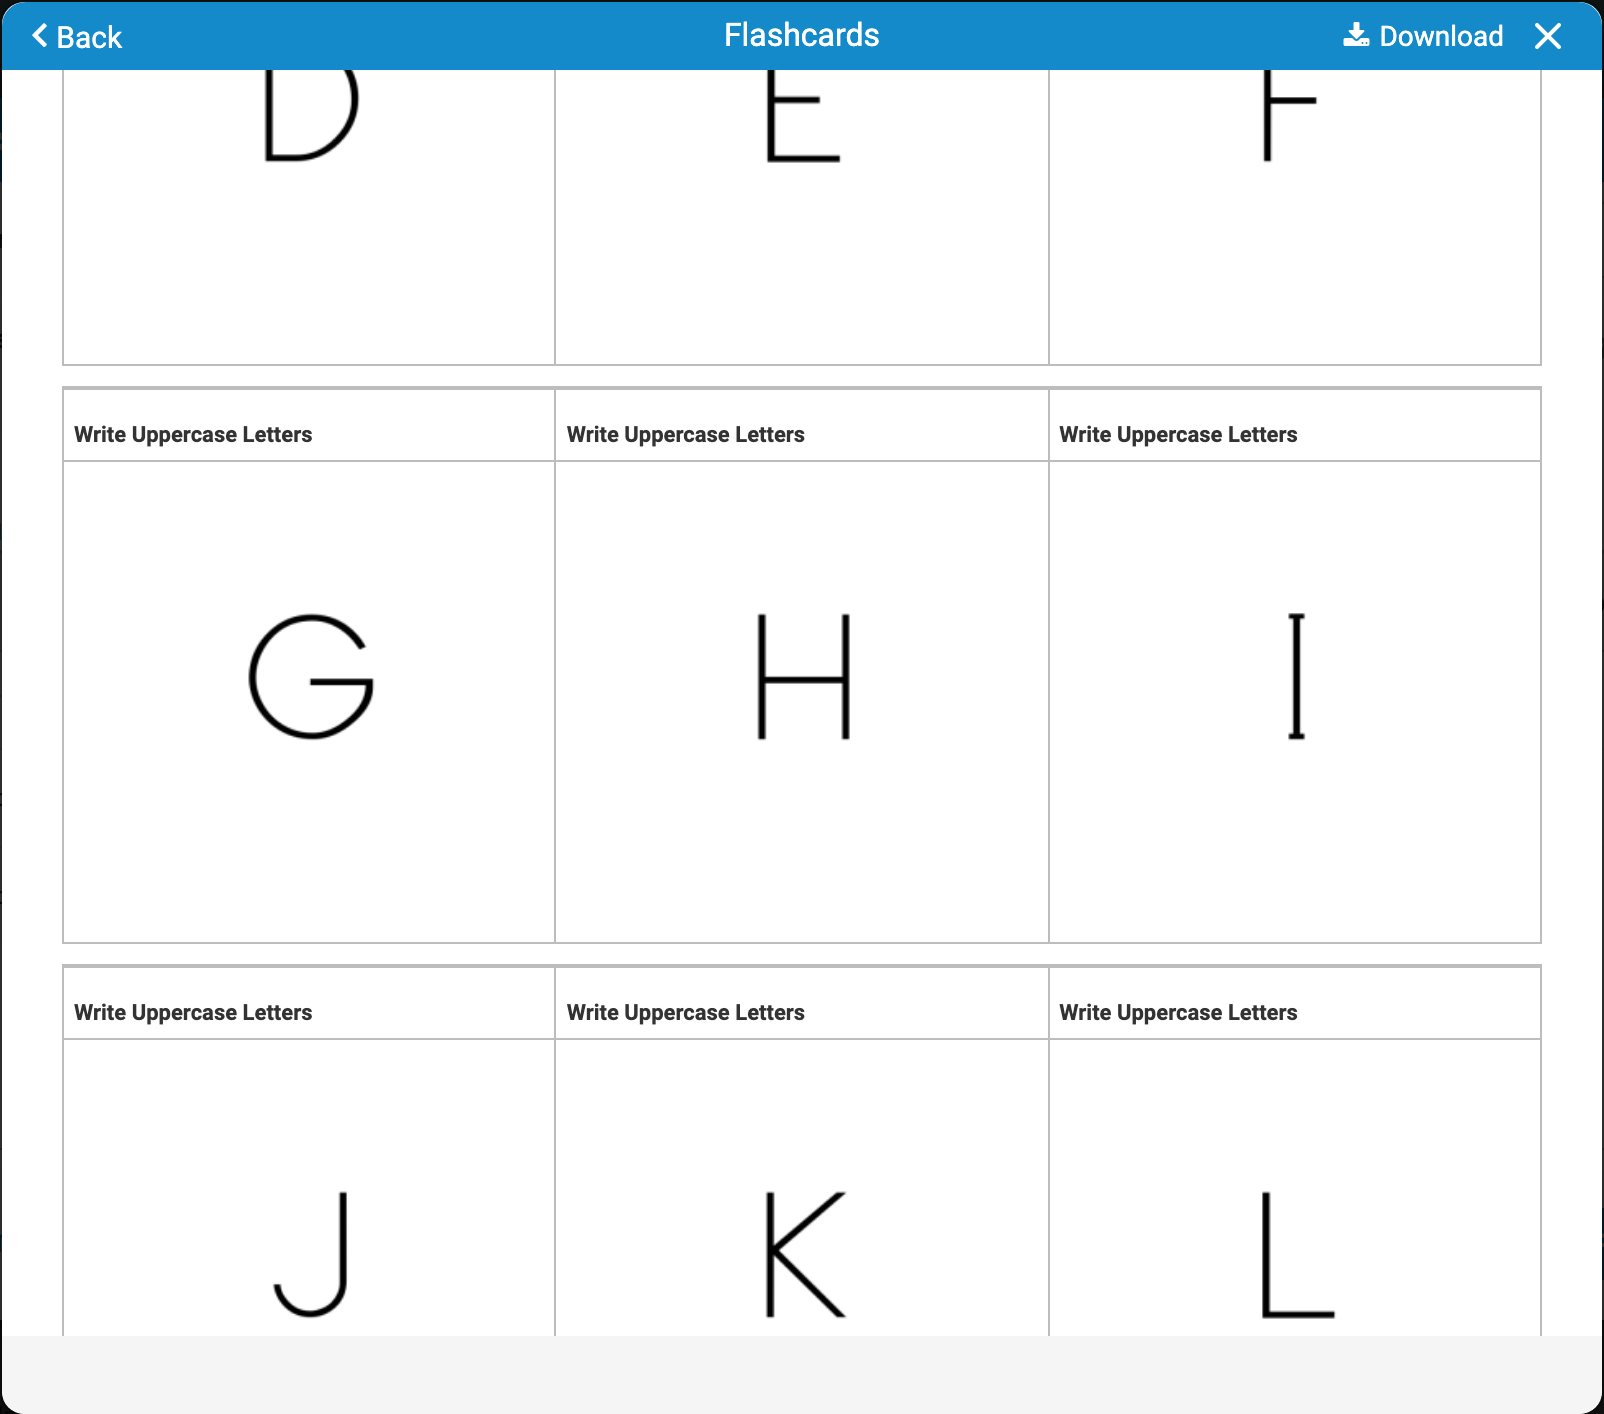 Back Flashcards Download
D E F
Write Uppercase Letters Write Uppercase Letters Write Uppercase Letters
G H I
Write Uppercase Letters Write Uppercase Letters Write Uppercase Letters
J K L